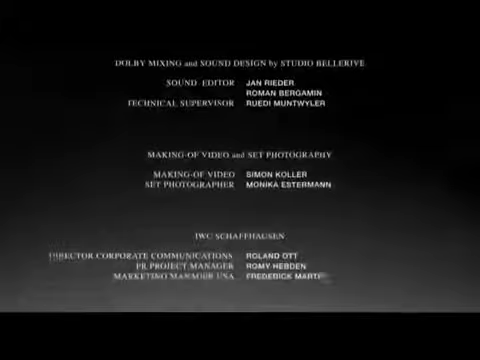 DOLBY MIXING and SOUND DESIGN by STUDIO BELLERIVE
SOUND EDITOR JAN RIEDER
ROMAN BERGAMIN
TECHNICAL SUPERVISOR RUEDI MUNTWYLER
MAKING-OF VIDEO and SET PHOTOGRAPHY
MAKING-OF VIDEO SIMON KOLLER
SET PHOTOGRAPHER MONIKA ESTERMANN
IWC SCHAFFHAUSEN
DIRECTOR CORPORATE COMMUNICATIONS ROLAND OTT
PR PROJECT MANAGER ROMY HEBDEN
MARKETING MANAGER USA FREDERICK